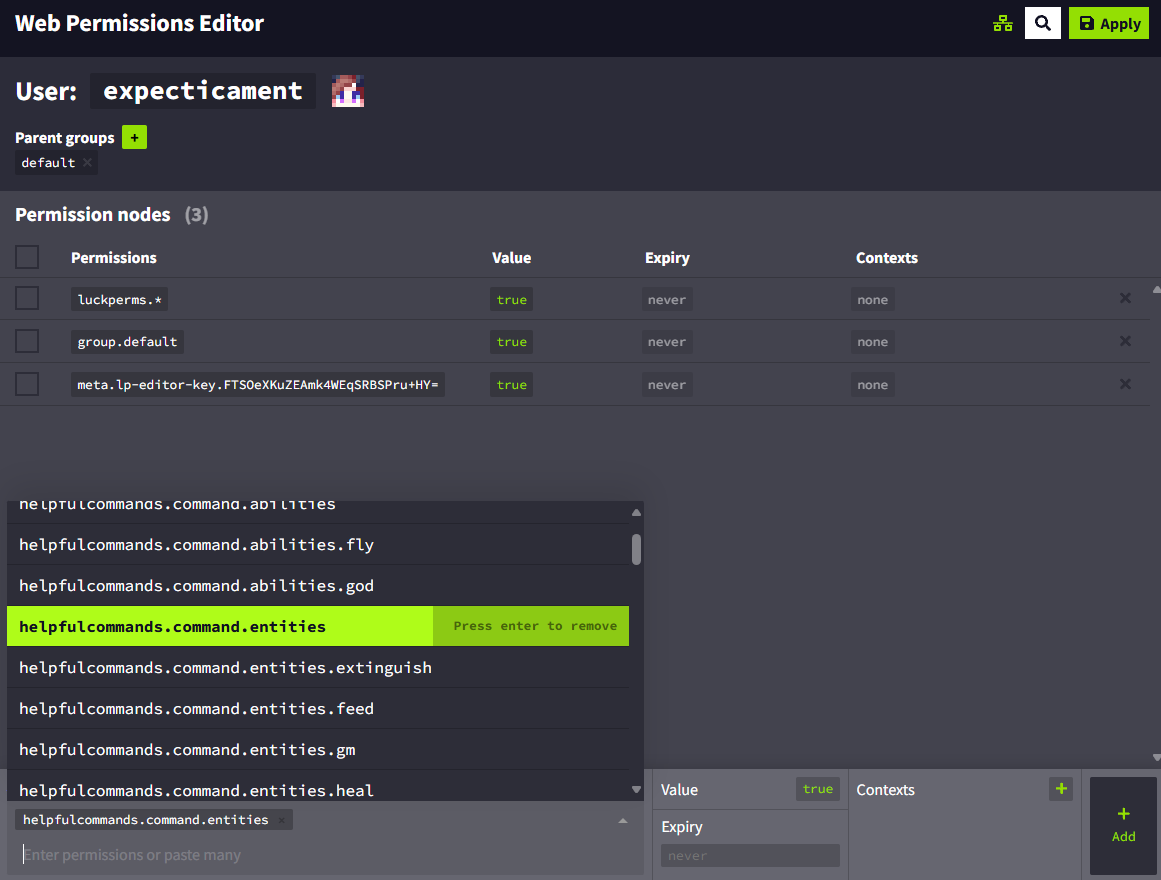 Web Permissions Editor
Apply
User: expecticament
Parent groups +
default ×
Permission nodes (3)
Permissions Value Expiry Contexts
luckperms.* true never none ×
group.default true never none ×
meta.lp-editor-key.FTSOeXKuZEAmk4WEqSRBSPru+HY= true never none ×
helpfulcommands.command.abilities
helpfulcommands.command.abilities.fly
helpfulcommands.command.abilities.god
helpfulcommands.command.entities Press enter to remove
helpfulcommands.command.entities.extinguish
helpfulcommands.command.entities.feed
helpfulcommands.command.entities.gm
helpfulcommands.command.entities.heal
helpfulcommands.command.entities ×
Enter permissions or paste many
Value true
Expiry
never
Contexts +
+
Add